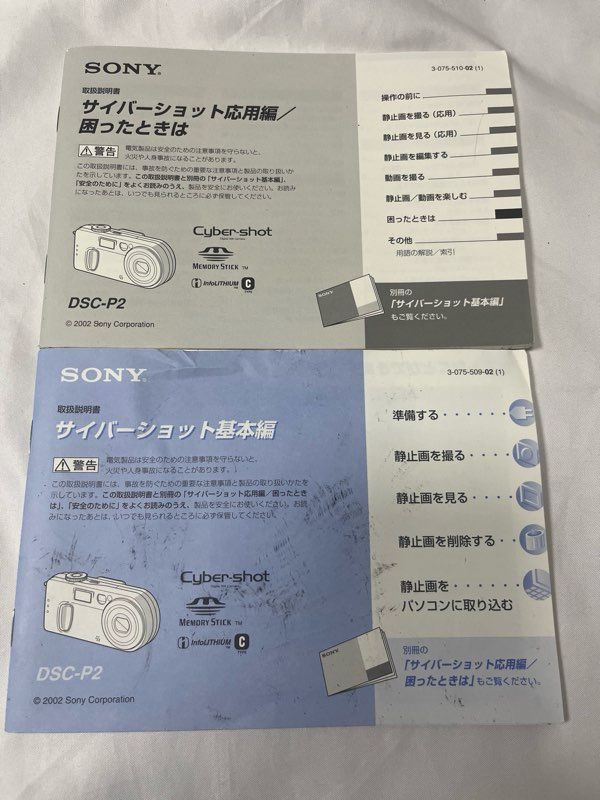 SONY®
3-075-510-02 (1)
取扱説明書
サイバーショット応用編／
困ったときは
警告
電気製品は安全のための注意事項を守らないと、
火災や人身事故になることがあります。
この取扱説明書には、事故を防ぐための重要な注意事項と製品の取り扱いか
たを示しています。この取扱説明書と別冊の「サイバーショット基本編」、
「安全のために」をよくお読みのうえ、製品を安全にお使いください。お読み
になったあとは、いつでも見られるところに必ず保管してください。
Cyber-shot
Digital Still Camera
MEMORY STICK TM
InfoLITHIUM TM C TYPE
DSC-P2
© 2002 Sony Corporation
操作の前に
静止画を撮る（応用）
静止画を見る（応用）
静止画を編集する
動画を撮る
静止画／動画を楽しむ
困ったときは
その他
用語の解説／索引
SONY
別冊の
「サイバーショット基本編」
もご覧ください。
SONY®
3-075-509-02 (1)
取扱説明書
サイバーショット基本編
警告
電気製品は安全のための注意事項を守らないと、
火災や人身事故になることがあります。
この取扱説明書には、事故を防ぐための重要な注意事項と製品の取り扱いかた
を示しています。この取扱説明書と別冊の「サイバーショット応用編／困ったときは
は」、「安全のために」をよくお読みのうえ、製品を安全にお使いください。お読
みになったあとは、いつでも見られるところに必ず保管してください。
Cyber-shot
Digital Still Camera
MEMORY STICK TM
InfoLITHIUM TM C TYPE
DSC-P2
© 2002 Sony Corporation
準備する・・・・・・
静止画を撮る・・・・
静止画を見る・・・・
静止画を削除する・・
静止画を・・・・・・
パソコンに取り込む
SONY
別冊の
「サイバーショット応用編／
困ったときは」もご覧ください。